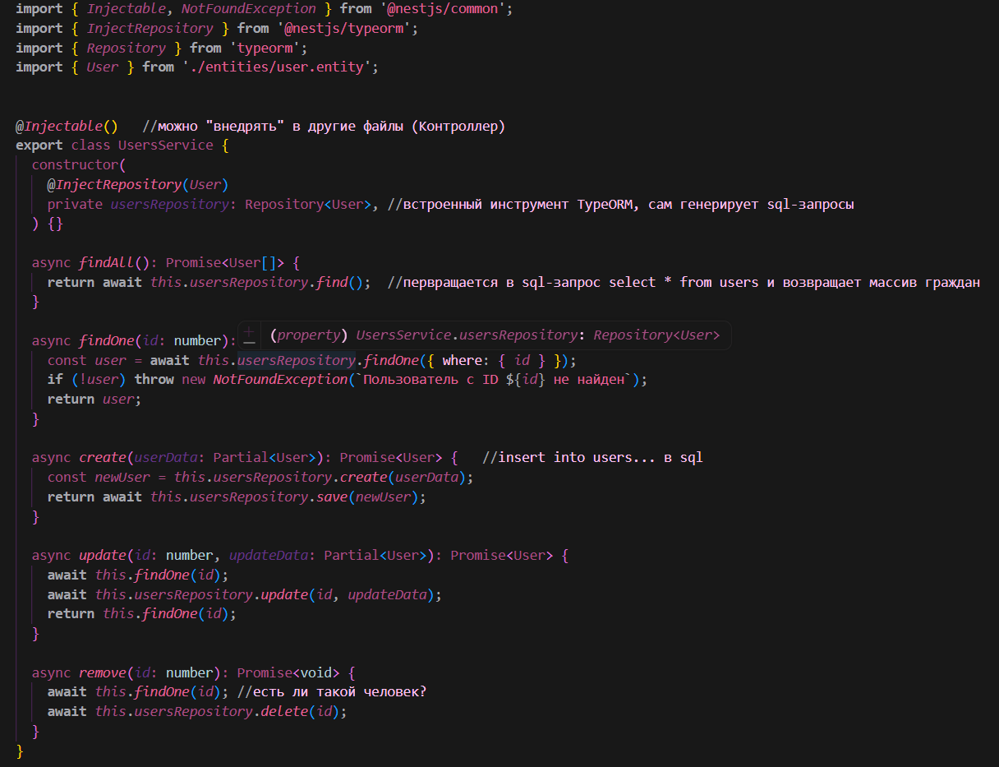 import { Injectable, NotFoundException } from '@nestjs/common';
import { InjectRepository } from '@nestjs/typeorm';
import { Repository } from 'typeorm';
import { User } from './entities/user.entity';
@Injectable()   //можно "внедрять" в другие файлы (Контроллер)
export class UsersService {
  constructor(
    @InjectRepository(User)
    private usersRepository: Repository<User>, //встроенный инструмент TypeORM, сам генерирует sql-запросы
  ) {}
  async findAll(): Promise<User[]> {
    return await this.usersRepository.find();  //первращается в sql-запрос select * from users и возвращает массив граждан
  }
  async findOne(id: number): + (property) UsersService.usersRepository: Repository<User>
    const user = await this.usersRepository.findOne({ where: { id } });
    if (!user) throw new NotFoundException(`Пользователь с ID ${id} не найден`);
    return user;
  }
  async create(userData: Partial<User>): Promise<User> {   //insert into users... в sql
    const newUser = this.usersRepository.create(userData);
    return await this.usersRepository.save(newUser);
  }
  async update(id: number, updateData: Partial<User>): Promise<User> {
    await this.findOne(id);
    await this.usersRepository.update(id, updateData);
    return this.findOne(id);
  }
  async remove(id: number): Promise<void> {
    await this.findOne(id); //есть ли такой человек?
    await this.usersRepository.delete(id);
  }
}